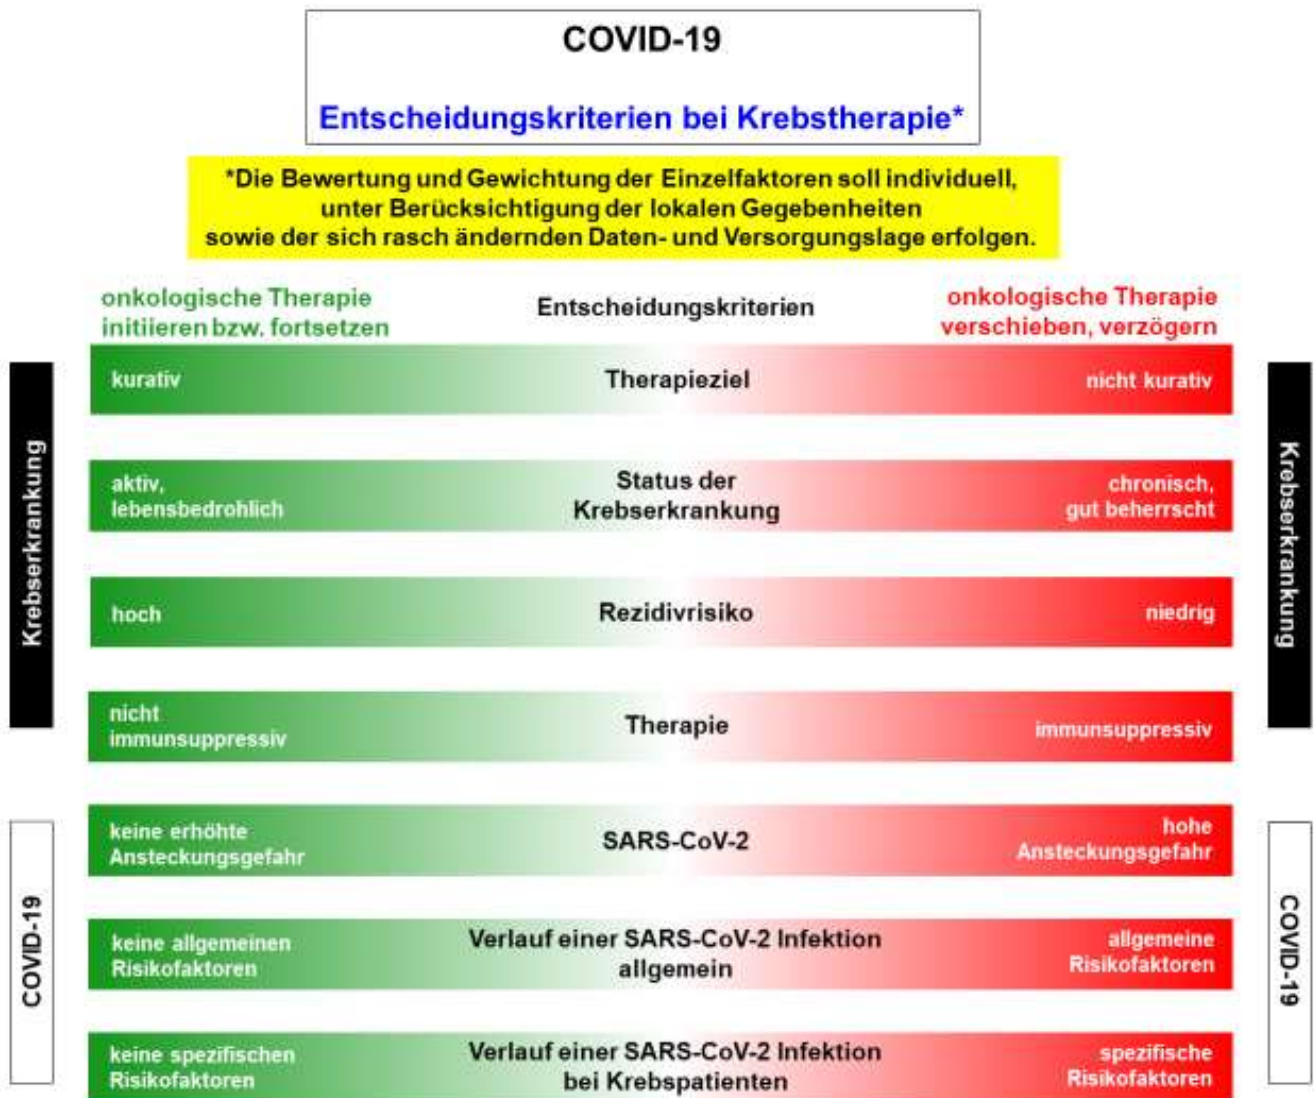 COVID-19
Entscheidungskriterien bei Krebstherapie*
*Die Bewertung und Gewichtung der Einzelfaktoren soll individuell,
unter Berücksichtigung der lokalen Gegebenheiten
sowie der sich rasch ändernden Daten- und Versorgungslage erfolgen.
onkologische Therapie
initiieren bzw. fortsetzen
Entscheidungskriterien
onkologische Therapie
verschieben, verzögern
Krebserkrankung
kurativ
Therapieziel
nicht kurativ
aktiv,
lebensbedrohlich
Status der
Krebserkrankung
chronisch,
gut beherrscht
hoch
Rezidivrisiko
niedrig
nicht
immunsuppressiv
Therapie
immunsuppressiv
Krebserkrankung
COVID-19
keine erhöhte
Ansteckungsgefahr
SARS-CoV-2
hohe
Ansteckungsgefahr
keine allgemeinen
Risikofaktoren
Verlauf einer SARS-CoV-2 Infektion
allgemein
allgemeine
Risikofaktoren
keine spezifischen
Risikofaktoren
Verlauf einer SARS-CoV-2 Infektion
bei Krebspatienten
spezifische
Risikofaktoren
COVID-19